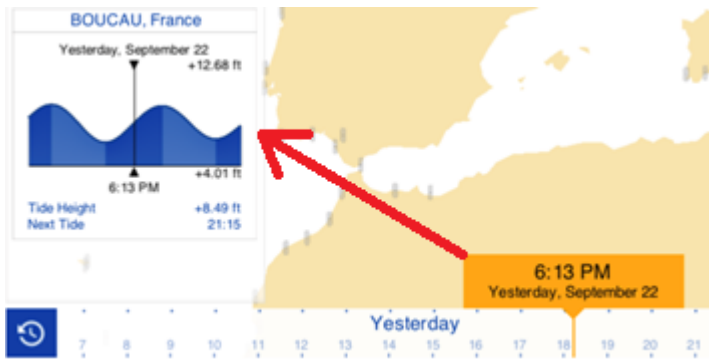 BOUCAU, France
Yesterday, September 22
+12.68 ft
+4.01 ft
6:13 PM
Tide Height +8.49 ft
Next Tide 21:15
6:13 PM
Yesterday, September 22
Yesterday
7 8 9 10 11 12 13 14 15 16 17 18 19 20 21